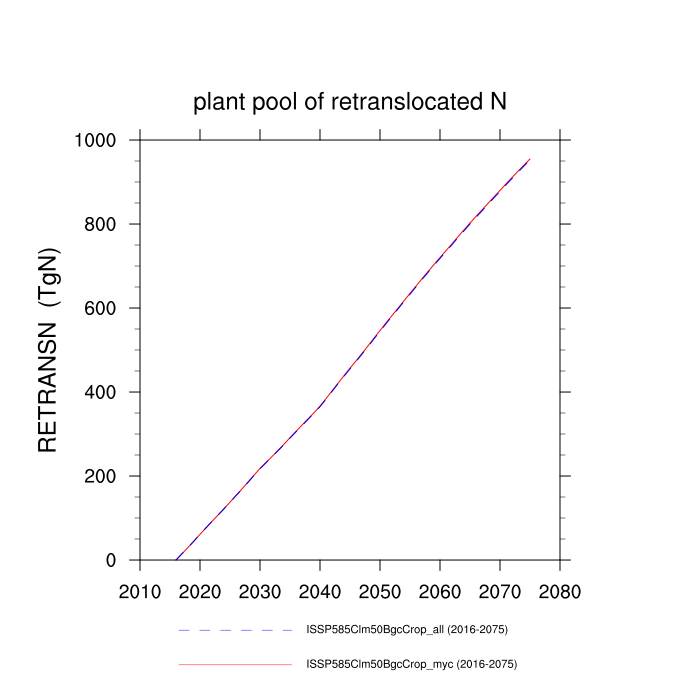 plant pool of retranslocated N
RETRANSN (TgN)
1000
800
600
400
200
0
2010 2020 2030 2040 2050 2060 2070 2080
ISSP585Clm50BgcCrop_all (2016-2075)
ISSP585Clm50BgcCrop_myc (2016-2075)